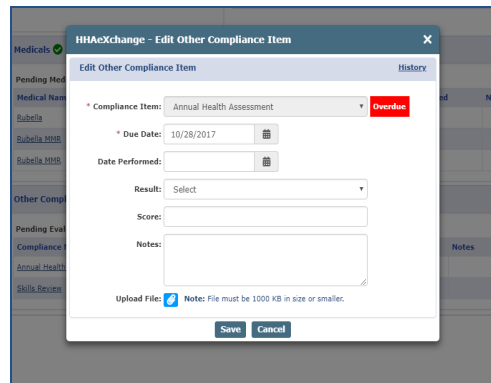 HHAeXchange - Edit Other Compliance Item
×
Edit Other Compliance Item
History
* Compliance Item: Annual Health Assessment Overdue
* Due Date: 10/28/2017
Date Performed:
Result: Select
Score:
Notes:
Upload File: Note: File must be 1000 KB in size or smaller.
Save Cancel
Medicals
Pending Med
Medical Nam
ed
N
Rubella
Rubella MMR
Rubella MMR
Other Compl
Pending Eval
Compliance I
Notes
Annual Health
Skills Review